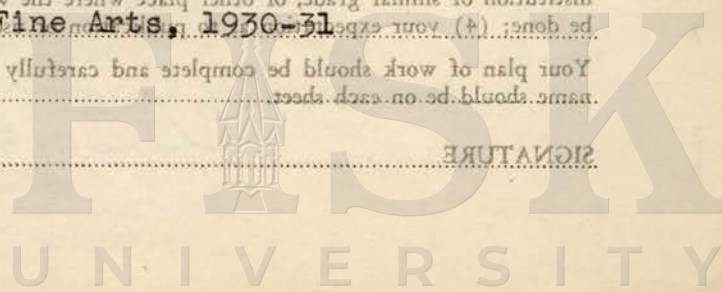 institution of similar grade, or other place where the w
Fine Arts, 1930-31
be done; (4) your expe
Your plan of work should be complete and carefully
name should be on each sheet.
SIGNATURE
FISK
UNIVERSITY